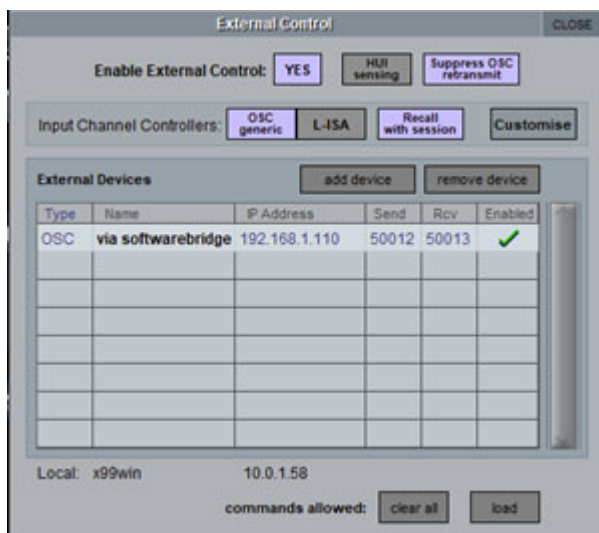 External Control
CLOSE
Enable External Control: YES HUI sensing Suppress OSC retransmit
Input Channel Controllers: OSC generic L-ISA Recall with session Customise
External Devices add device remove device
Type Name IP Address Send Rcv Enabled
OSC via softwarebridge 192.168.1.110 50012 50013
Local: x99win 10.0.1.58
commands allowed: clear all load